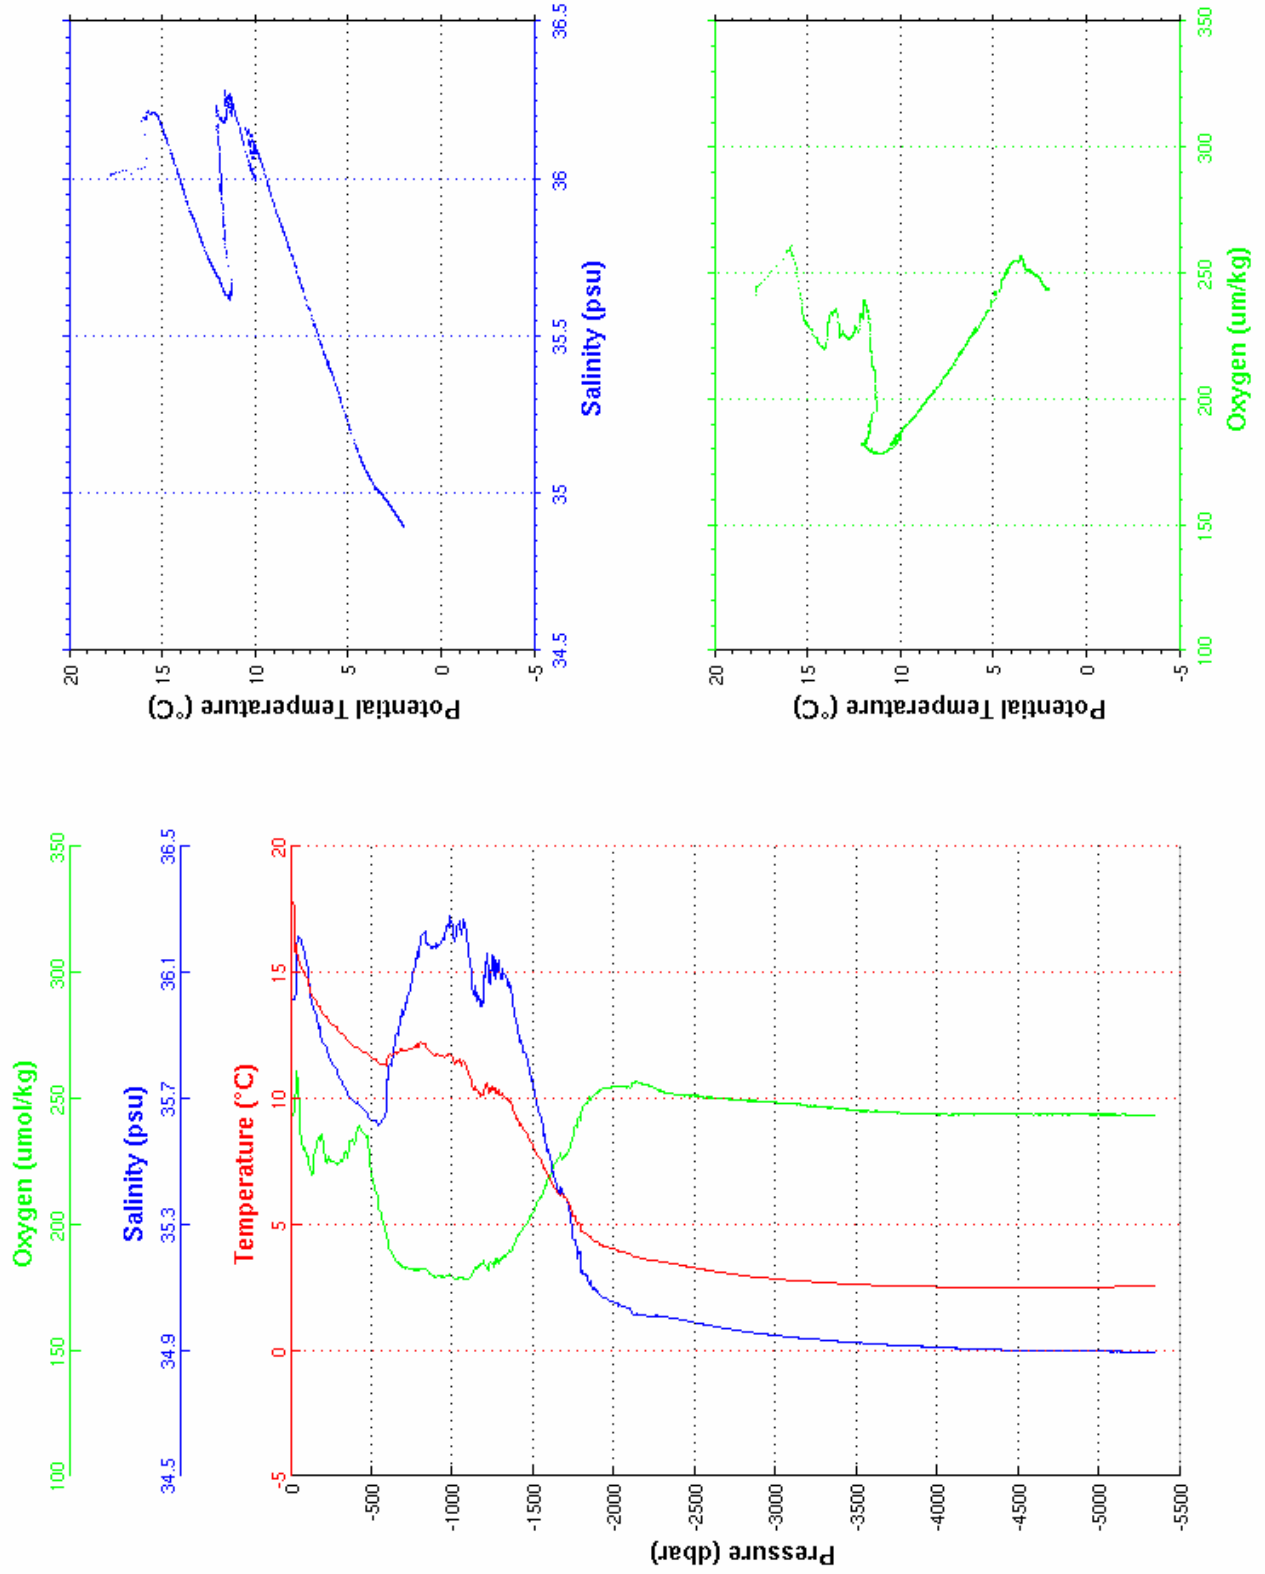 Oxygen (umol/kg)
100 150 200 250 300 350
Salinity (psu)
34.5 34.9 35.3 35.7 36.1 36.5
Temperature (°C)
-5 0 5 10 15 20
Pressure (dbar)
0
-500
-1000
-1500
-2000
-2500
-3000
-3500
-4000
-4500
-5000
-5500
Potential Temperature (°C)
20
15
10
5
0
-5
34.5 35 35.5 36 36.5
Salinity (psu)
Potential Temperature (°C)
20
15
10
5
0
-5
100 150 200 250 300 350
Oxygen (um/kg)